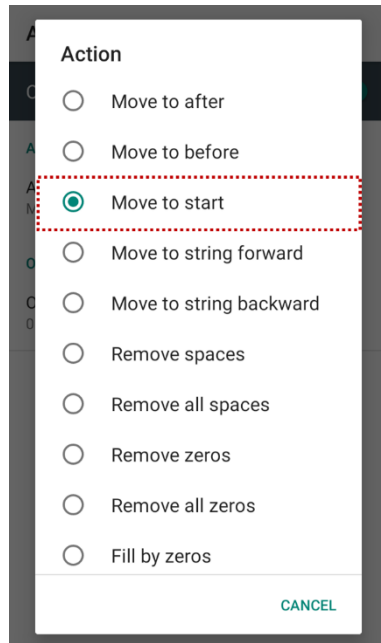 Action
Move to after
Move to before
Move to start
Move to string forward
Move to string backward
Remove spaces
Remove all spaces
Remove zeros
Remove all zeros
Fill by zeros
CANCEL